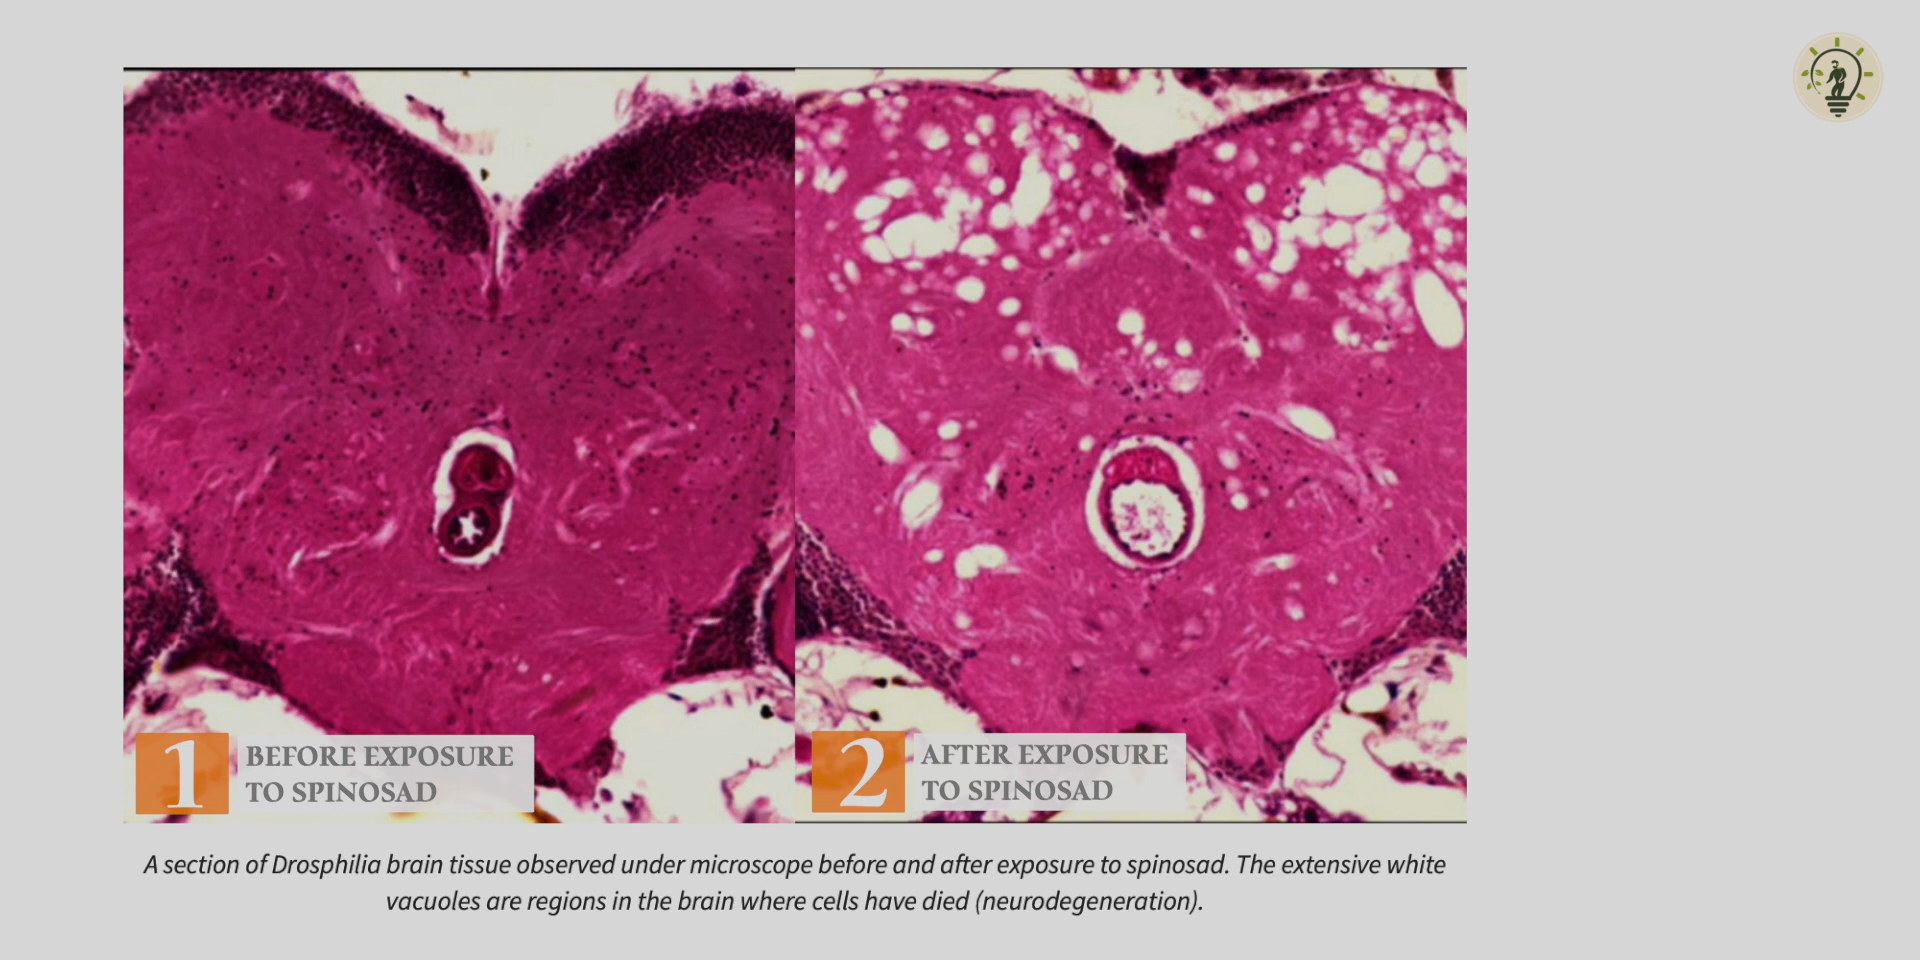 1
BEFORE EXPOSURE
TO SPINOSAD
2
AFTER EXPOSURE
TO SPINOSAD
A section of Drosphilia brain tissue observed under microscope before and after exposure to spinosad. The extensive white
vacuoles are regions in the brain where cells have died (neurodegeneration).